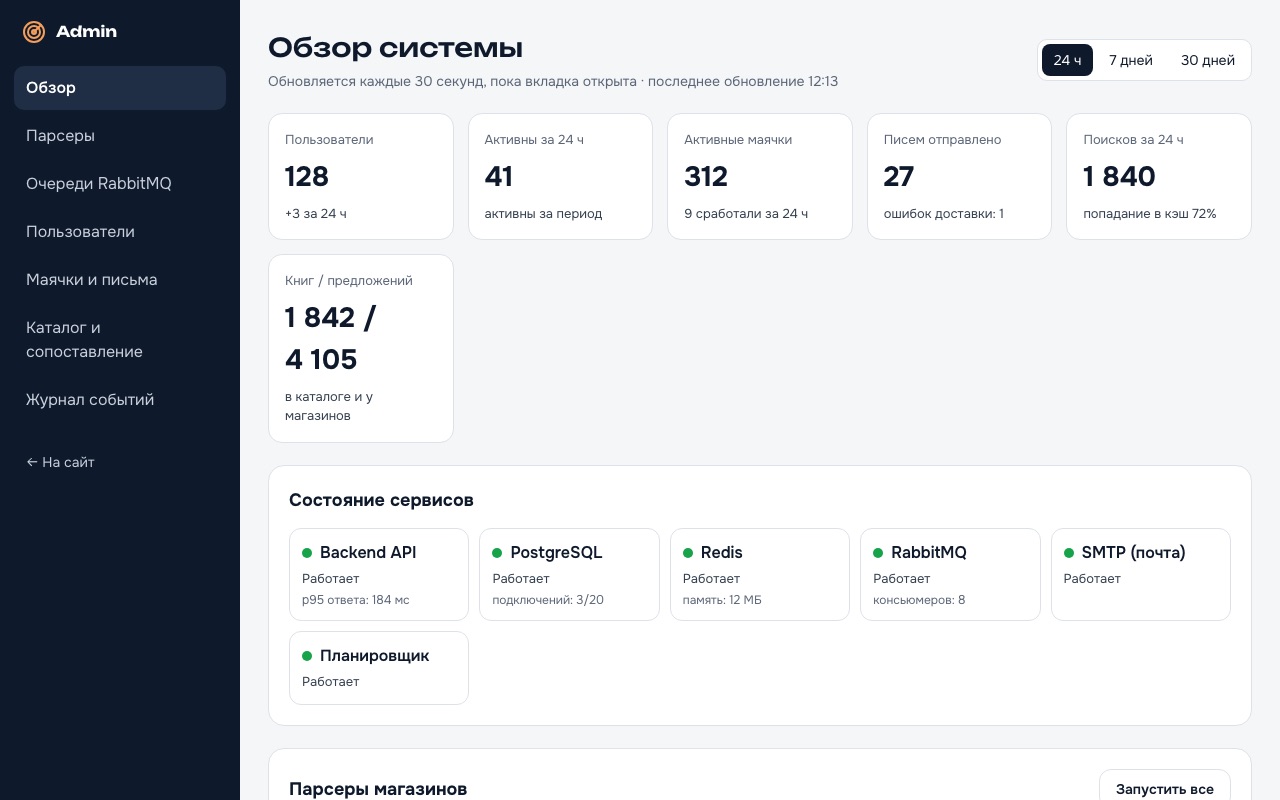 Admin
Обзор
Парсеры
Очереди RabbitMQ
Пользователи
Маячки и письма
Каталог и
сопоставление
Журнал событий
← На сайт
Обзор системы
Обновляется каждые 30 секунд, пока вкладка открыта · последнее обновление 12:13
24 ч
7 дней
30 дней
Пользователи
128
+3 за 24 ч
Активны за 24 ч
41
активны за период
Активные маячки
312
9 сработали за 24 ч
Писем отправлено
27
ошибок доставки: 1
Поисков за 24 ч
1 840
попадание в кэш 72%
Книг / предложений
1 842 /
4 105
в каталоге и у
магазинов
Состояние сервисов
Backend API
Работает
p95 ответа: 184 мс
PostgreSQL
Работает
подключений: 3/20
Redis
Работает
память: 12 МБ
RabbitMQ
Работает
консьюмеров: 8
SMTP (почта)
Работает
Планировщик
Работает
Парсеры магазинов
Запустить все